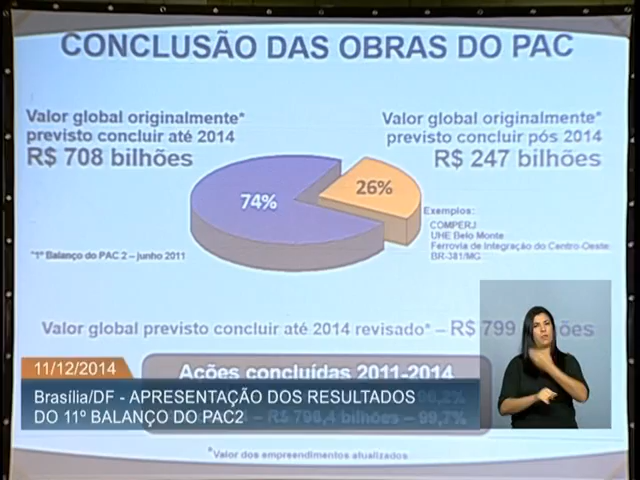 CONCLUSÃO DAS OBRAS DO PAC
Valor global originalmente*
previsto concluir até 2014
R$ 708 bilhões
Valor global originalmente*
previsto concluir pós 2014
R$ 247 bilhões
74%
26%
Exemplos:
COMPERJ
UHE Belo Monte
Ferrovia de Integração do Centro-Oeste
BR-381/MG
*1º Balanço do PAC 2 – junho 2011
Valor global previsto concluir até 2014 revisado* – R$ 799
11/12/2014
Ações concluídas 2011-2014
Brasília/DF - APRESENTAÇÃO DOS RESULTADOS
DO 11º BALANÇO DO PAC2
R$ 796,4 bilhões – 99,7%
*Valor dos empreendimentos atualizados